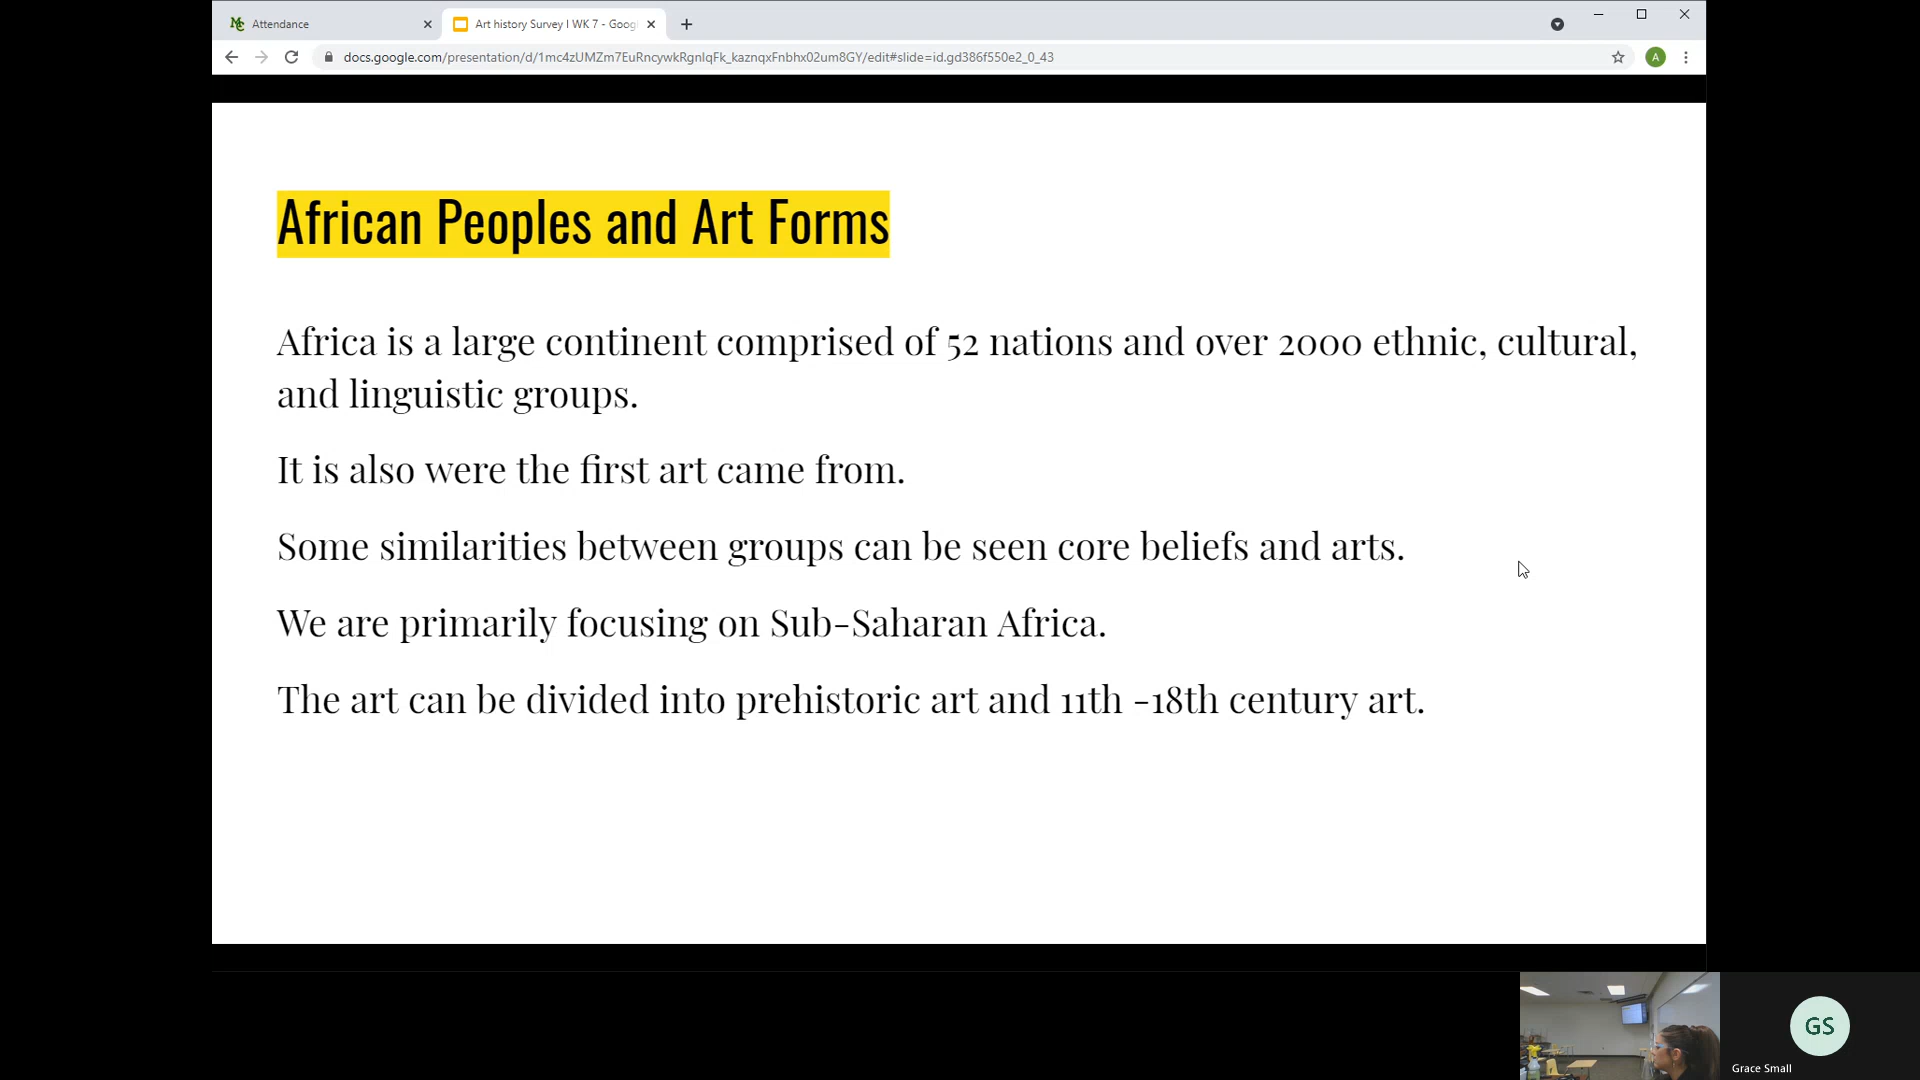 Attendance
Art history Survey I WK 7 - Goog
docs.google.com/presentation/d/1mc4zUMZm7EuRncywkRgnlqFk_kaznqxFnbhx02um8GY/edit#slide=id.gd386f550e2_0_43
A
African Peoples and Art Forms
Africa is a large continent comprised of 52 nations and over 2000 ethnic, cultural,
and linguistic groups.
It is also were the first art came from.
Some similarities between groups can be seen core beliefs and arts.
We are primarily focusing on Sub-Saharan Africa.
The art can be divided into prehistoric art and 11th -18th century art.
GS
Grace Small